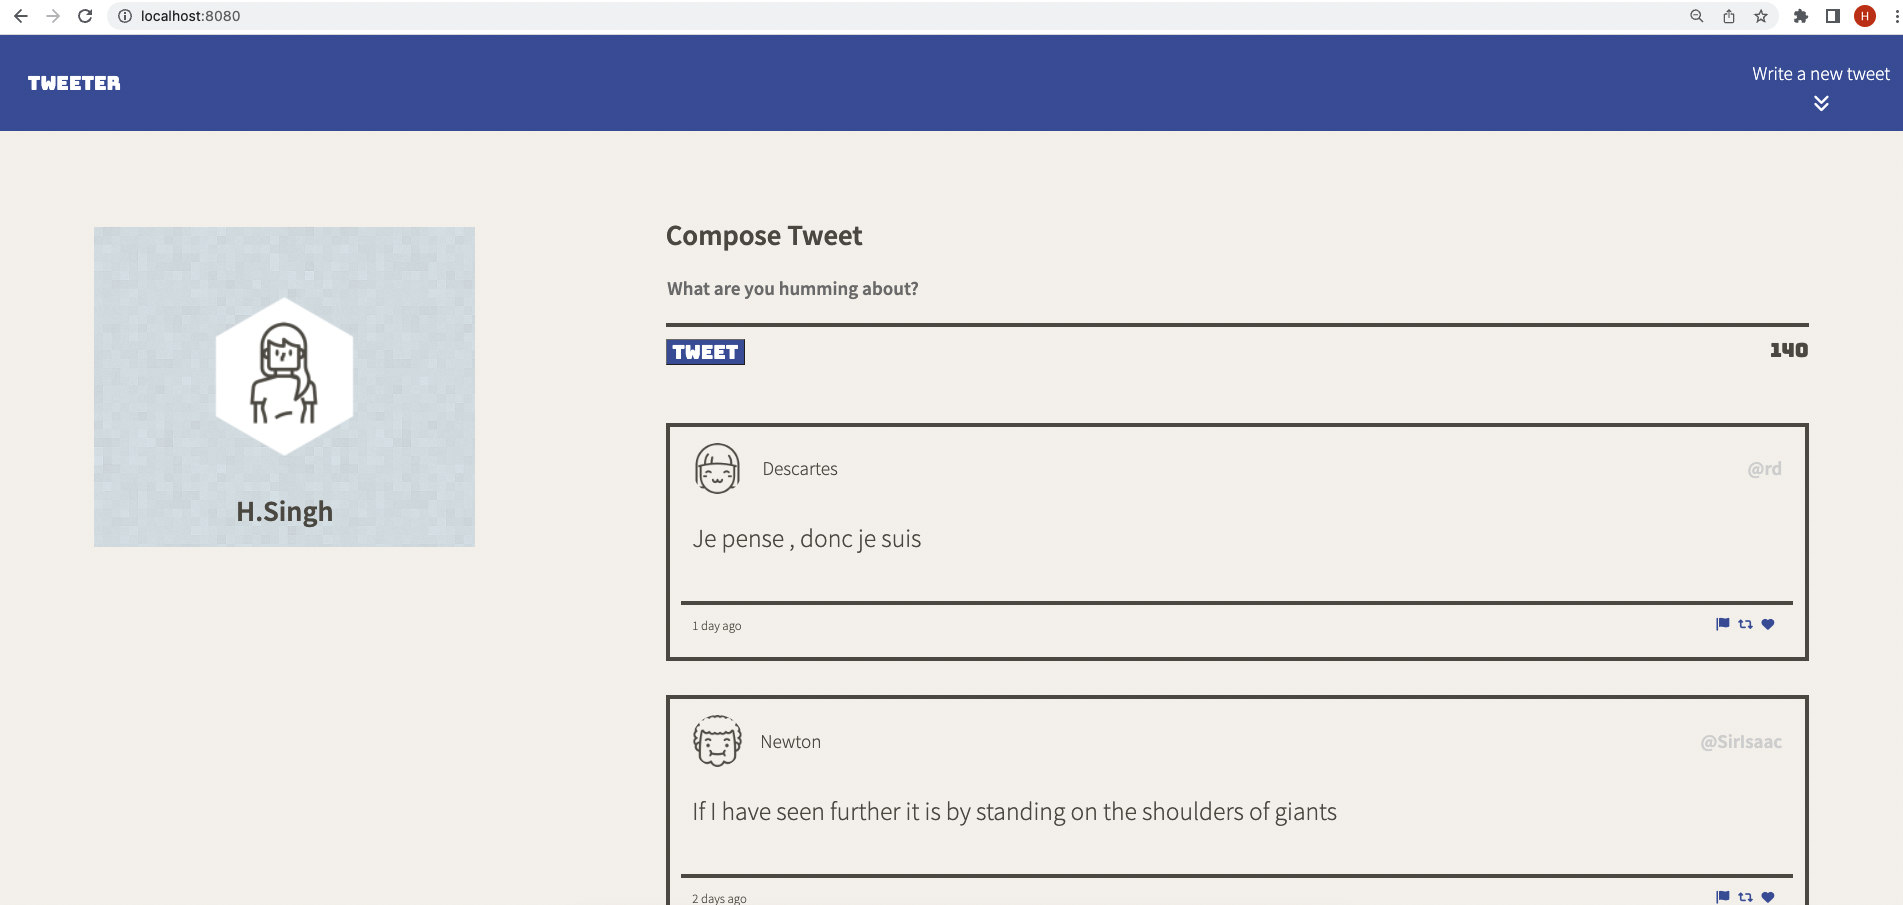 localhost:8080
H
TWEETER
Write a new tweet
H.Singh
Compose Tweet
What are you humming about?
TWEET
140
Descartes
@rd
Je pense , donc je suis
1 day ago
Newton
@SirIsaac
If I have seen further it is by standing on the shoulders of giants
2 days ago